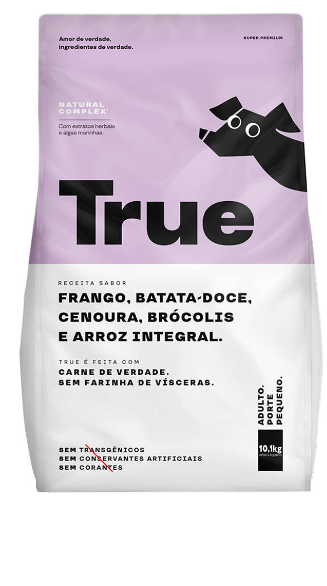 Amor de verdade,
ingredientes de verdade.
SUPER PREMIUM
NATURAL
COMPLEX
Com extratos herbais
e algas marinhas.
True
RECEITA SABOR
FRANGO, BATATA-DOCE,
CENOURA, BRÓCOLIS
E ARROZ INTEGRAL.
TRUE É FEITA COM
CARNE DE VERDADE.
SEM FARINHA DE VÍSCERAS.
ADULTO.
PORTE
PEQUENO.
10,1kg
SEM TRANSGÊNICOS
SEM CONSERVANTES ARTIFICIAIS
SEM CORANTES